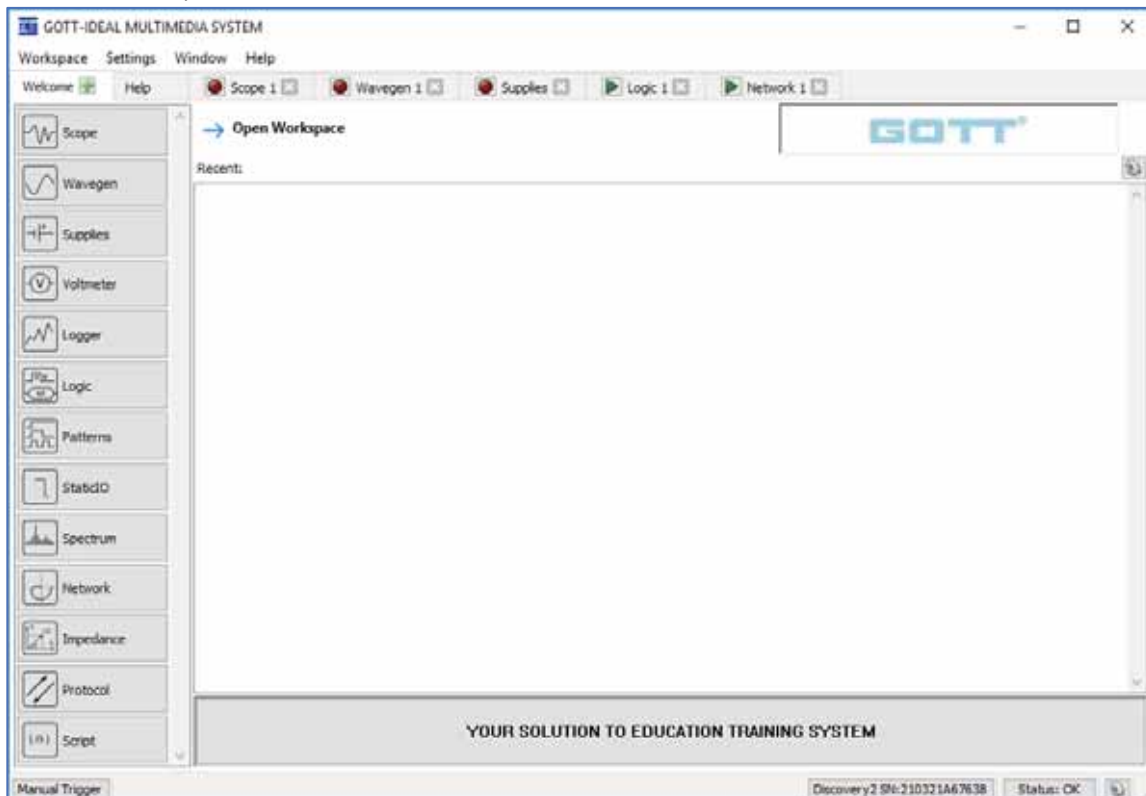 GOTT-IDEAL MULTIMEDIA SYSTEM
Workspace Settings Window Help
Welcome Help Scope 1 Wavegen 1 Supplies Logic 1 Network 1
Open Workspace
GOTT
Recent:
Scope
Wavegen
Supplies
Voltmeter
Logger
Logic
Patterns
StaticIO
Spectrum
Network
Impedance
Protocol
Script
YOUR SOLUTION TO EDUCATION TRAINING SYSTEM
Manual Trigger Discovery2 SN:210321A67638 Status: OK